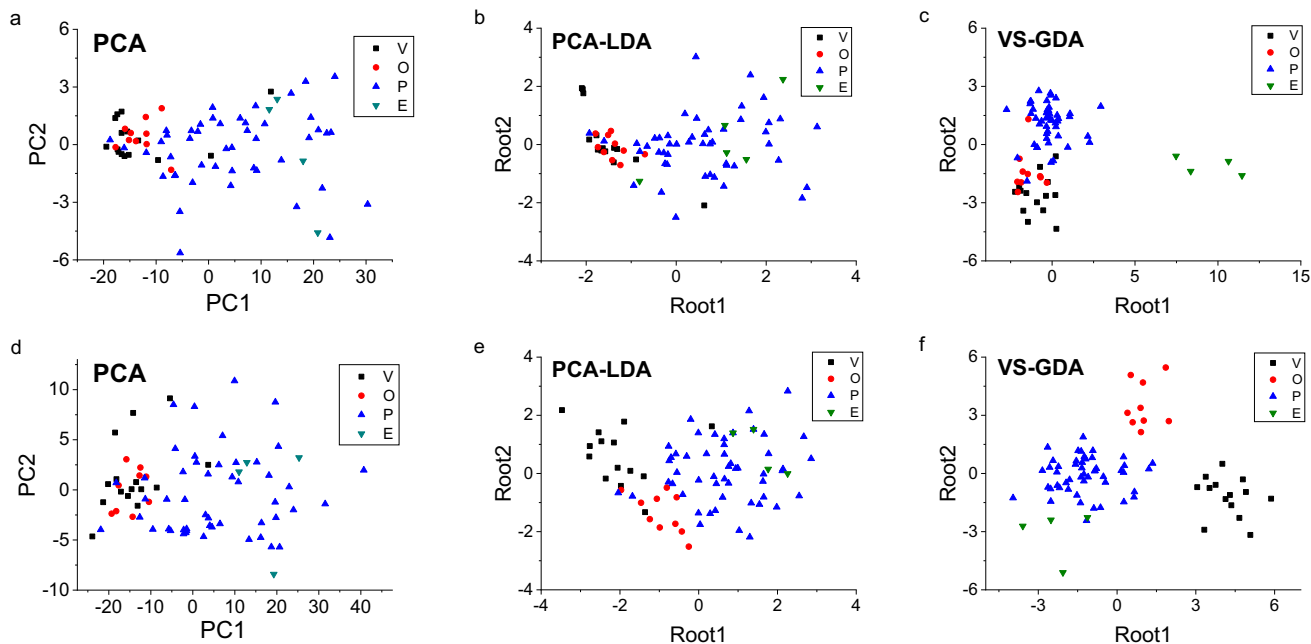 a
PCA
V
O
P
E
6
3
0
-3
-6
PC2
-20 -10 0 10 20 30
PC1
b
PCA-LDA
V
O
P
E
4
2
0
-2
-4
Root2
-2 0 2 4
Root1
c
VS-GDA
V
O
P
E
6
3
0
-3
-6
Root2
0 5 10 15
Root1
d
PCA
V
O
P
E
10
5
0
-5
-10
PC2
-20 -10 0 10 20 30 40
PC1
e
PCA-LDA
V
O
P
E
4
2
0
-2
-4
Root2
-4 -2 0 2 4
Root1
f
VS-GDA
V
O
P
E
6
3
0
-3
-6
Root2
-3 0 3 6
Root1